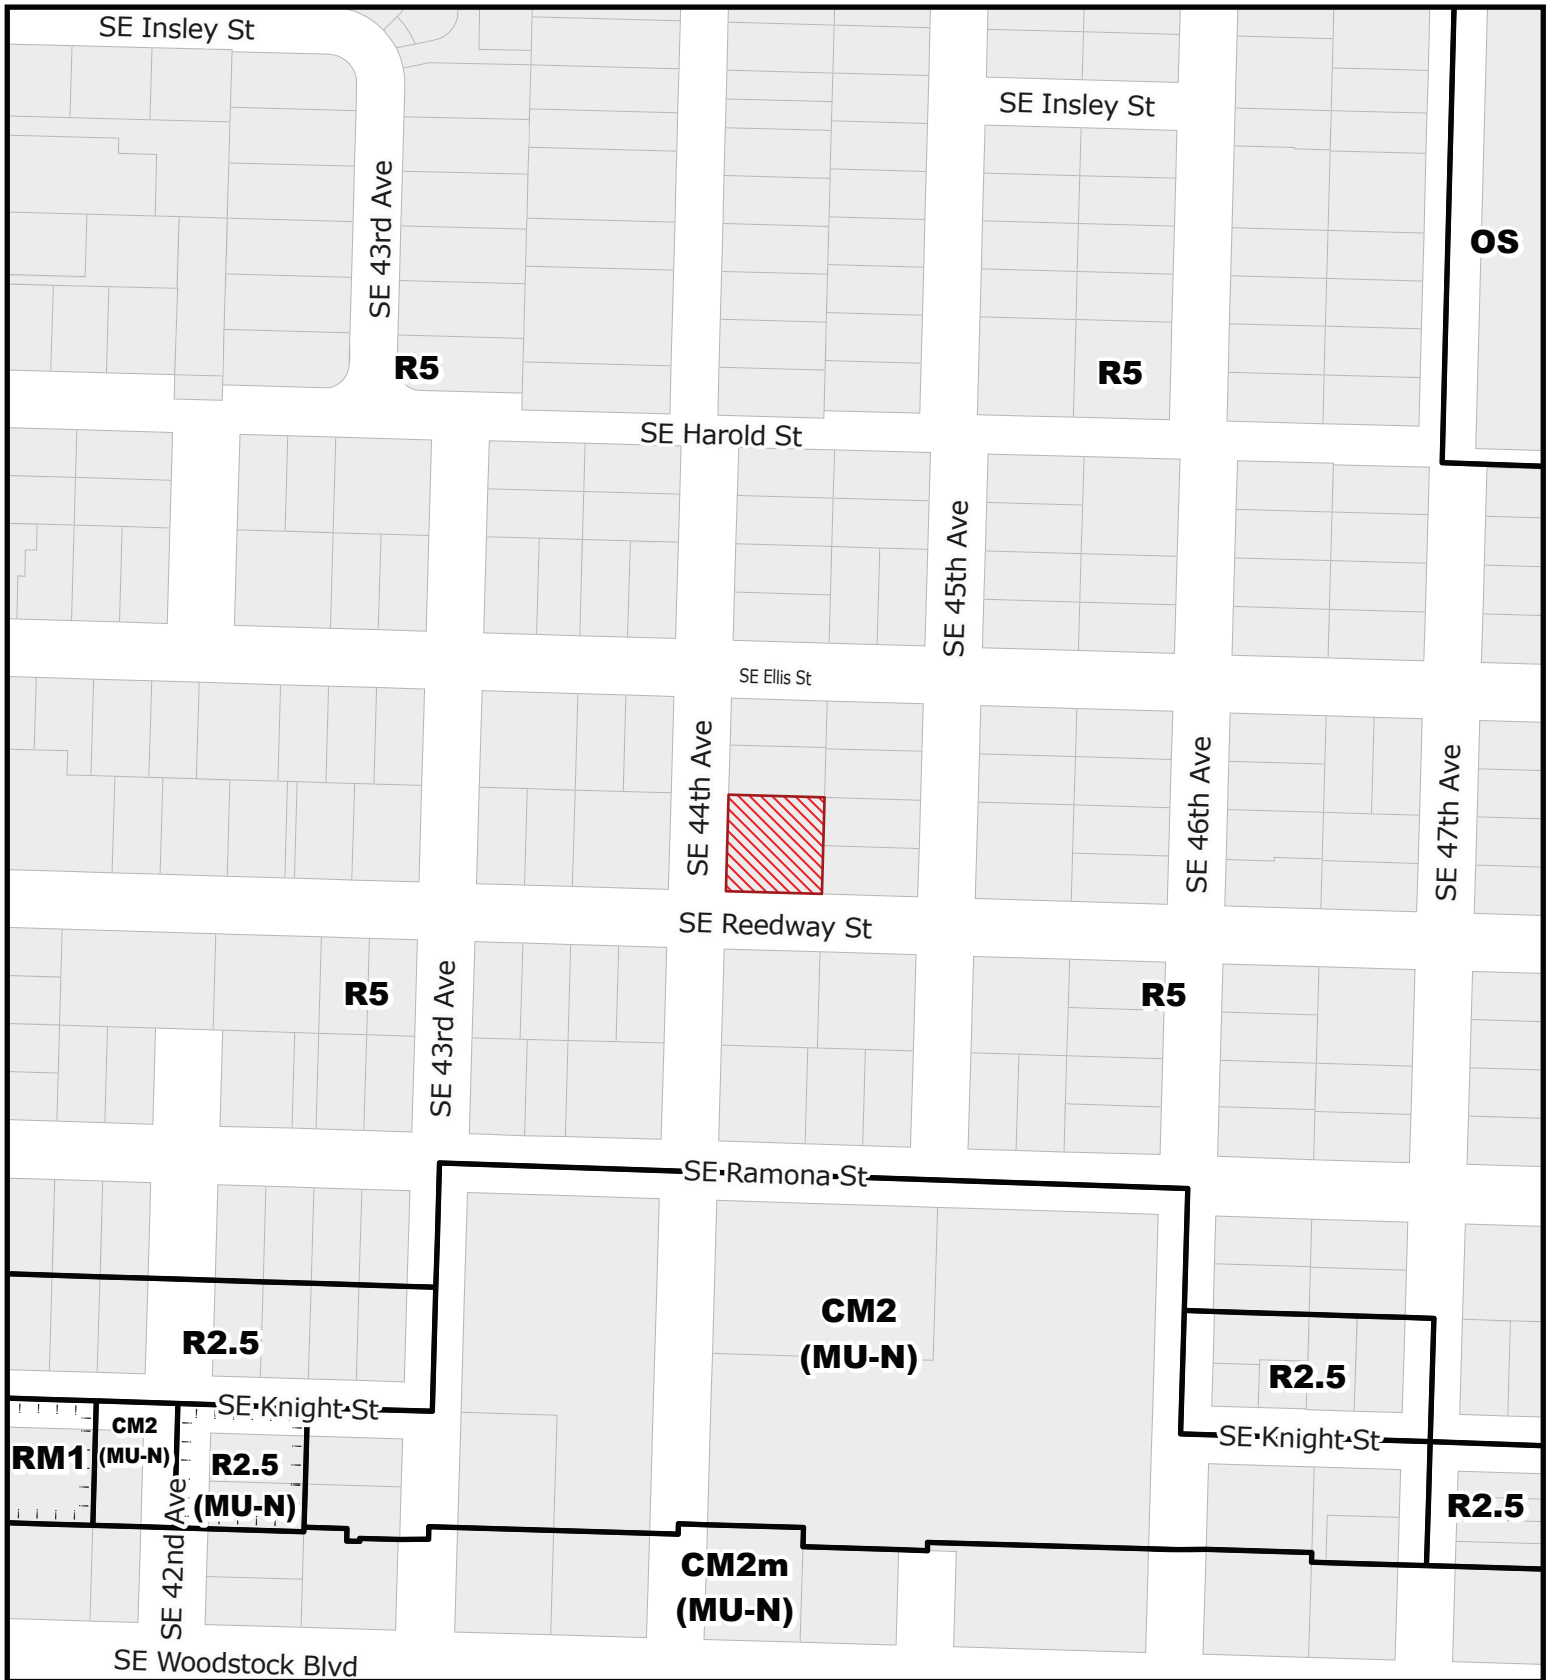 SE Insley St
SE Insley St
SE 43rd Ave
OS
R5
R5
SE Harold St
SE 45th Ave
SE Ellis St
SE 44th Ave
SE 46th Ave
SE 47th Ave
SE Reedway St
SE 43rd Ave
R5
R5
SE Ramona St
CM2
(MU-N)
R2.5
R2.5
SE Knight St
SE Knight St
CM2
(MU-N)
RM1
R2.5
(MU-N)
R2.5
SE 42nd Ave
CM2m
(MU-N)
SE Woodstock Blvd